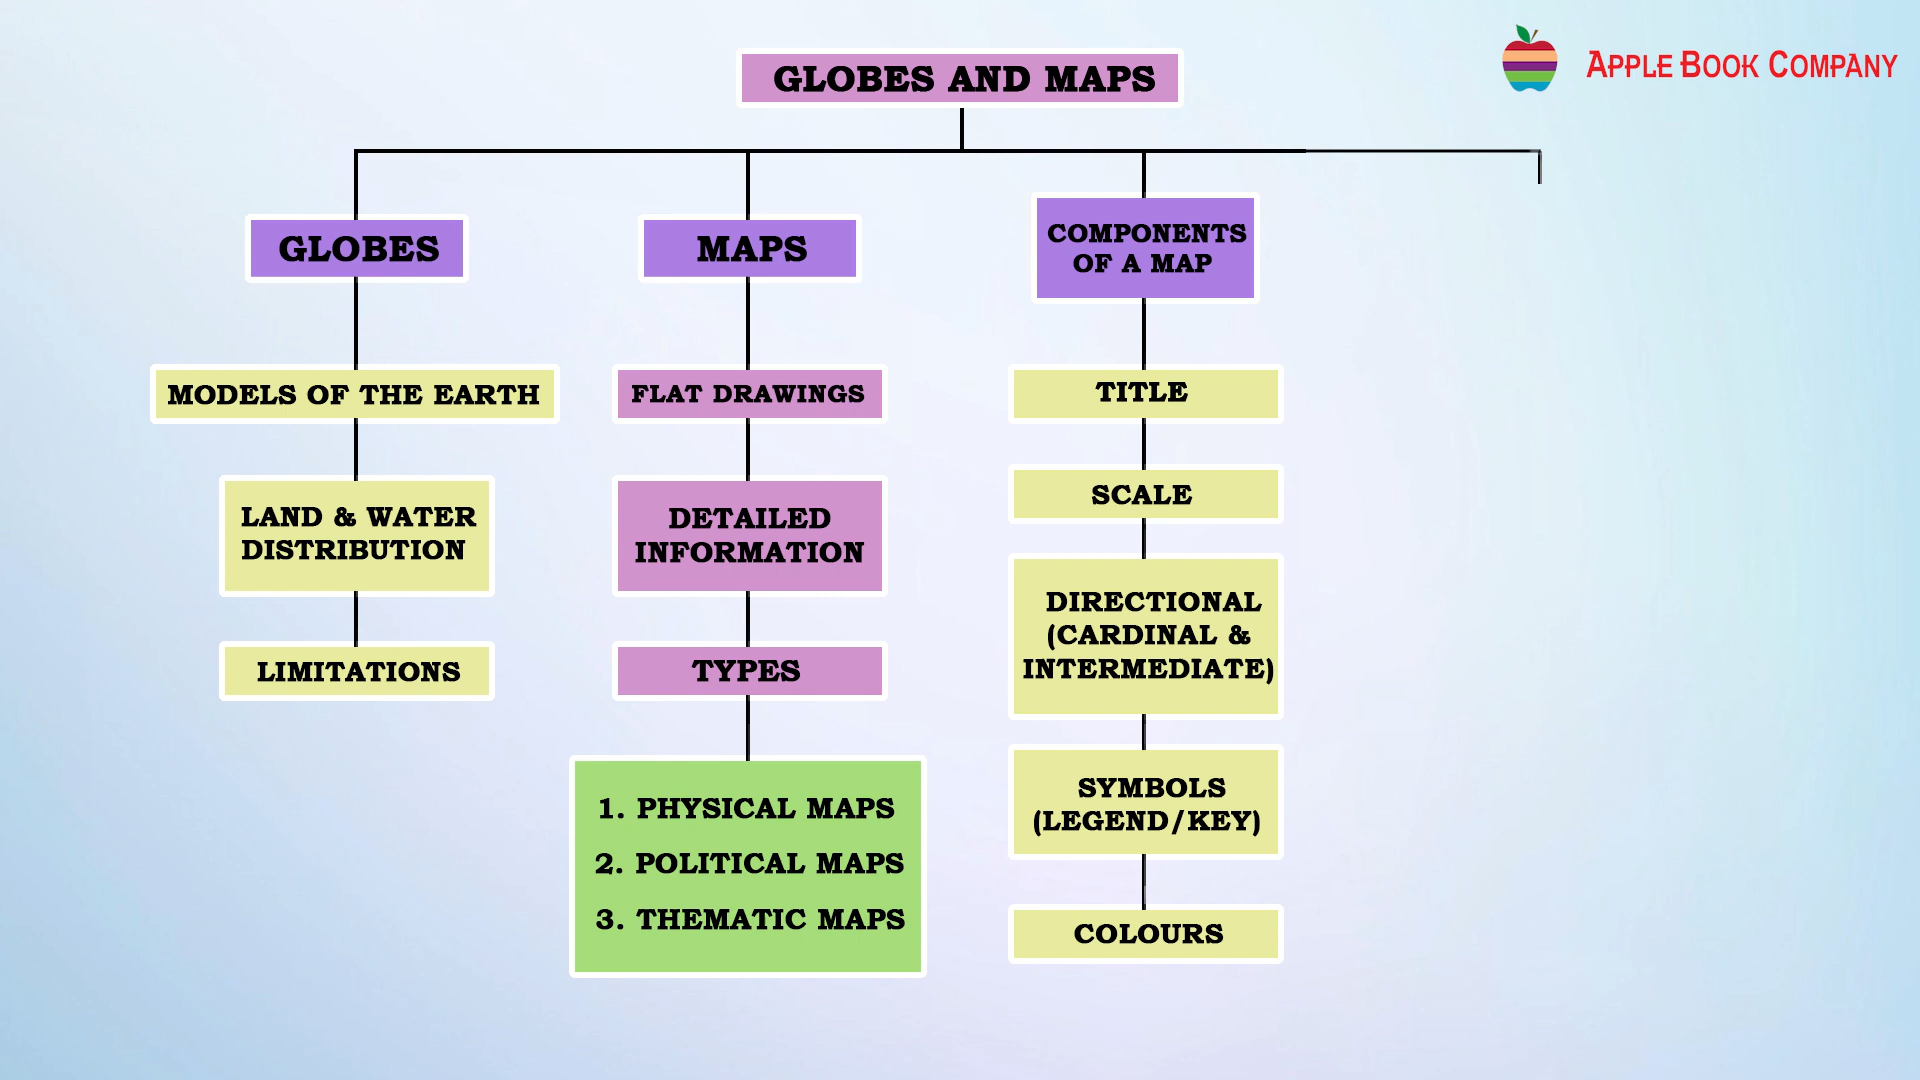 GLOBES AND MAPS
APPLE BOOK COMPANY
GLOBES
MODELS OF THE EARTH
LAND & WATER
DISTRIBUTION
LIMITATIONS
MAPS
FLAT DRAWINGS
DETAILED
INFORMATION
TYPES
1. PHYSICAL MAPS
2. POLITICAL MAPS
3. THEMATIC MAPS
COMPONENTS
OF A MAP
TITLE
SCALE
DIRECTIONAL
(CARDINAL &
INTERMEDIATE)
SYMBOLS
(LEGEND/KEY)
COLOURS